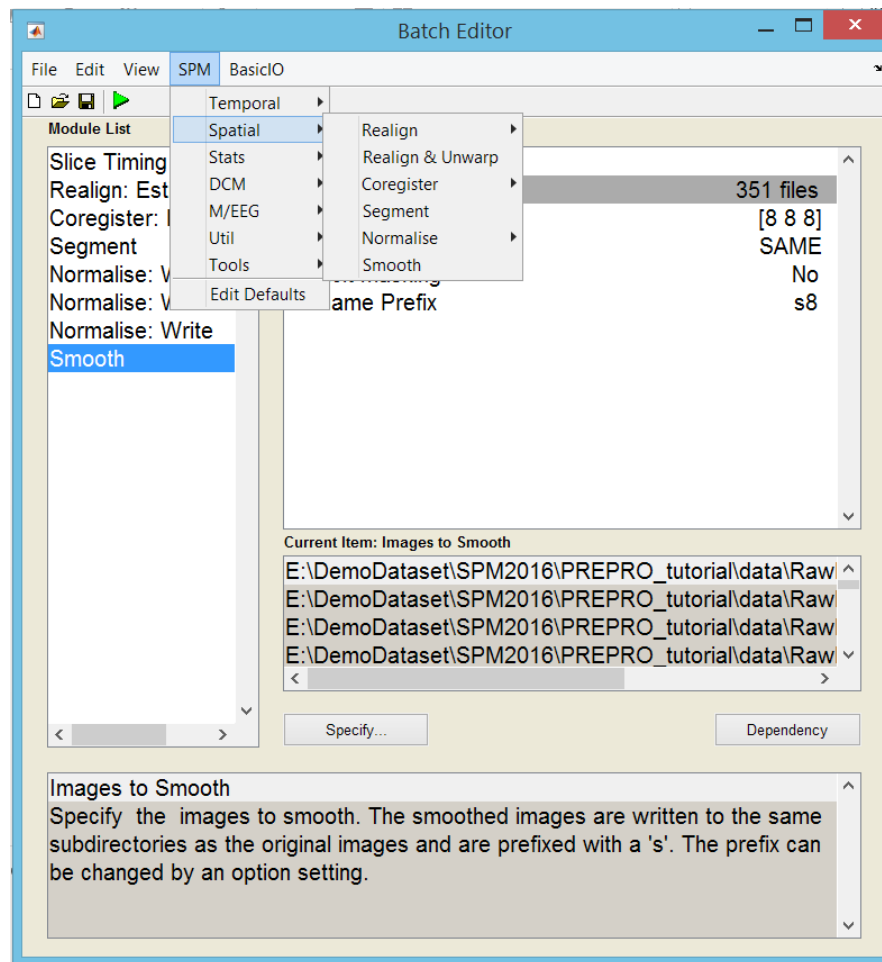 Batch Editor
File Edit View SPM BasicIO
Module List
Slice Timing
Realign: Est
Coregister:
Segment
Normalise:
Normalise:
Normalise: Write
Smooth
Temporal
Spatial
Stats
DCM
M/EEG
Util
Tools
Edit Defaults
Realign
Realign & Unwarp
Coregister
Segment
Normalise
Smooth
351 files
[8 8 8]
SAME
No
ame Prefix s8
Current Item: Images to Smooth
E:\DemoDataset\SPM2016\PREPRO_tutorial\data\Raw
E:\DemoDataset\SPM2016\PREPRO_tutorial\data\Raw
E:\DemoDataset\SPM2016\PREPRO_tutorial\data\Raw
E:\DemoDataset\SPM2016\PREPRO_tutorial\data\Raw
Specify...
Dependency
Images to Smooth
Specify the images to smooth. The smoothed images are written to the same
subdirectories as the original images and are prefixed with a 's'. The prefix can
be changed by an option setting.